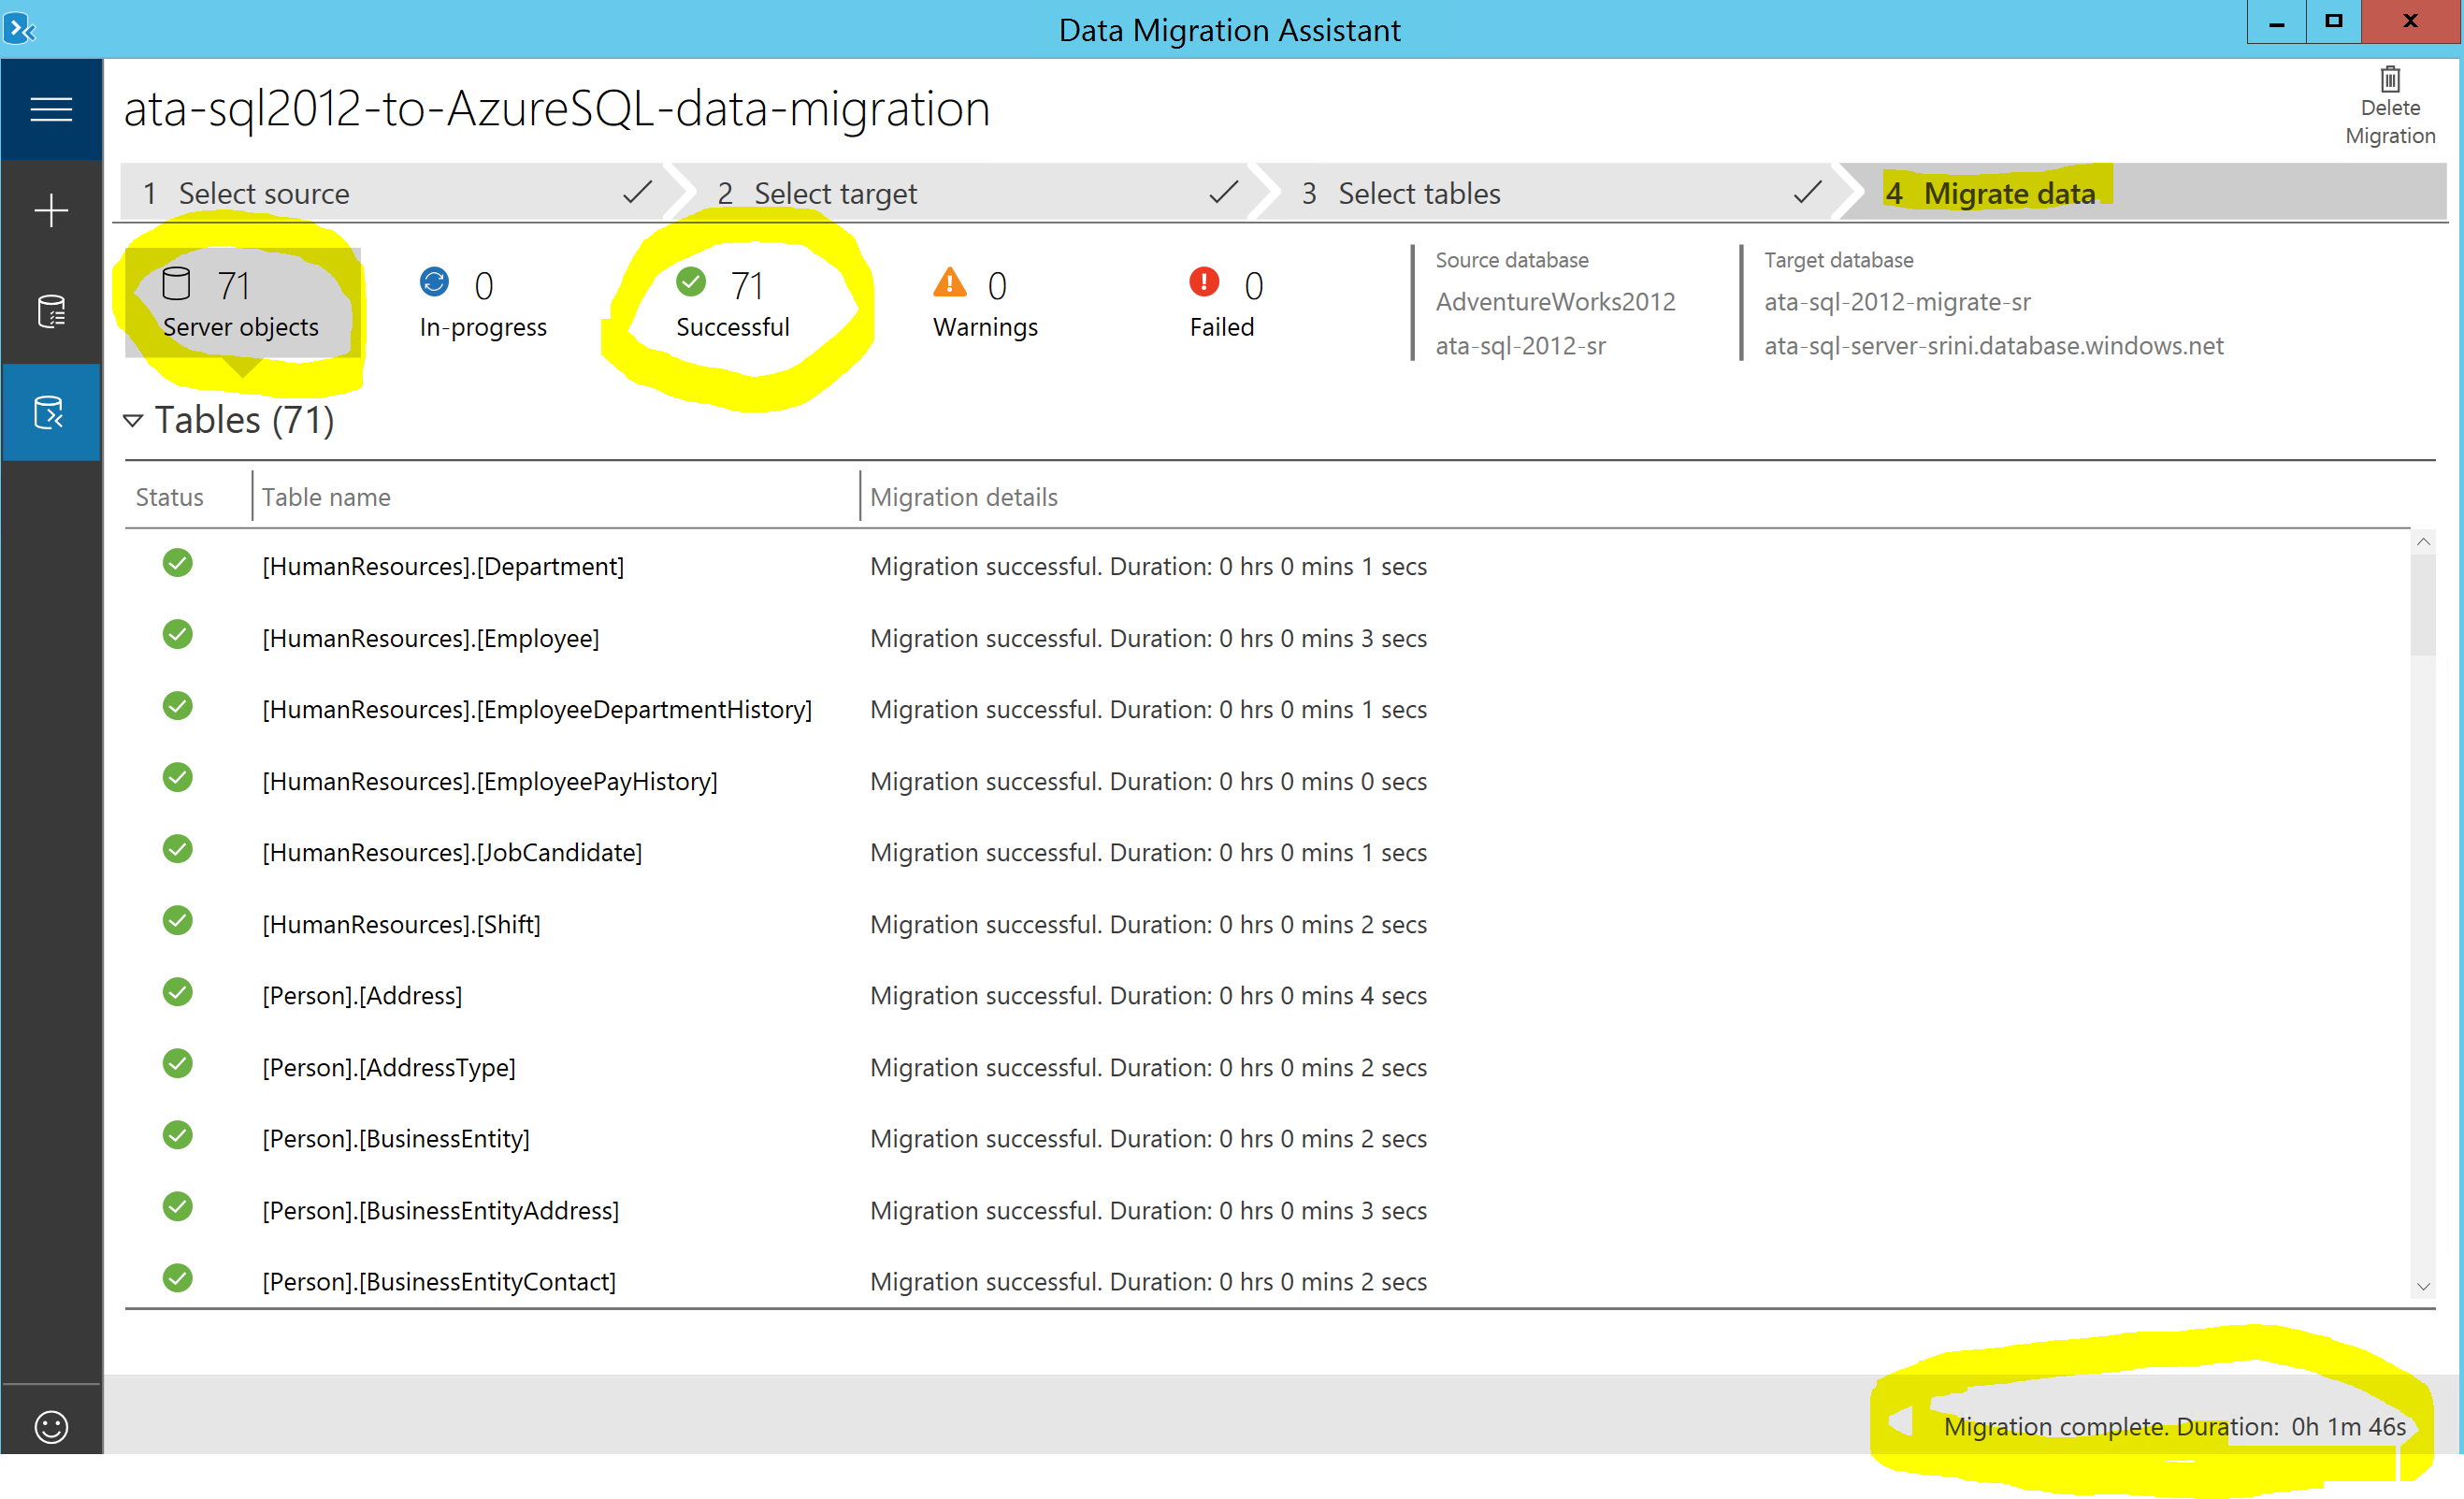 Data Migration Assistant
ata-sql2012-to-AzureSQL-data-migration
Delete
Migration
1 Select source
2 Select target
3 Select tables
4 Migrate data
71
Server objects
0
In-progress
71
Successful
0
Warnings
0
Failed
Source database
AdventureWorks2012
ata-sql-2012-sr
Target database
ata-sql-2012-migrate-sr
ata-sql-server-srini.database.windows.net
Tables (71)
Status Table name Migration details
[HumanResources].[Department] Migration successful. Duration: 0 hrs 0 mins 1 secs
[HumanResources].[Employee] Migration successful. Duration: 0 hrs 0 mins 3 secs
[HumanResources].[EmployeeDepartmentHistory] Migration successful. Duration: 0 hrs 0 mins 1 secs
[HumanResources].[EmployeePayHistory] Migration successful. Duration: 0 hrs 0 mins 0 secs
[HumanResources].[JobCandidate] Migration successful. Duration: 0 hrs 0 mins 1 secs
[HumanResources].[Shift] Migration successful. Duration: 0 hrs 0 mins 2 secs
[Person].[Address] Migration successful. Duration: 0 hrs 0 mins 4 secs
[Person].[AddressType] Migration successful. Duration: 0 hrs 0 mins 2 secs
[Person].[BusinessEntity] Migration successful. Duration: 0 hrs 0 mins 2 secs
[Person].[BusinessEntityAddress] Migration successful. Duration: 0 hrs 0 mins 3 secs
[Person].[BusinessEntityContact] Migration successful. Duration: 0 hrs 0 mins 2 secs
Migration complete. Duration: 0h 1m 46s